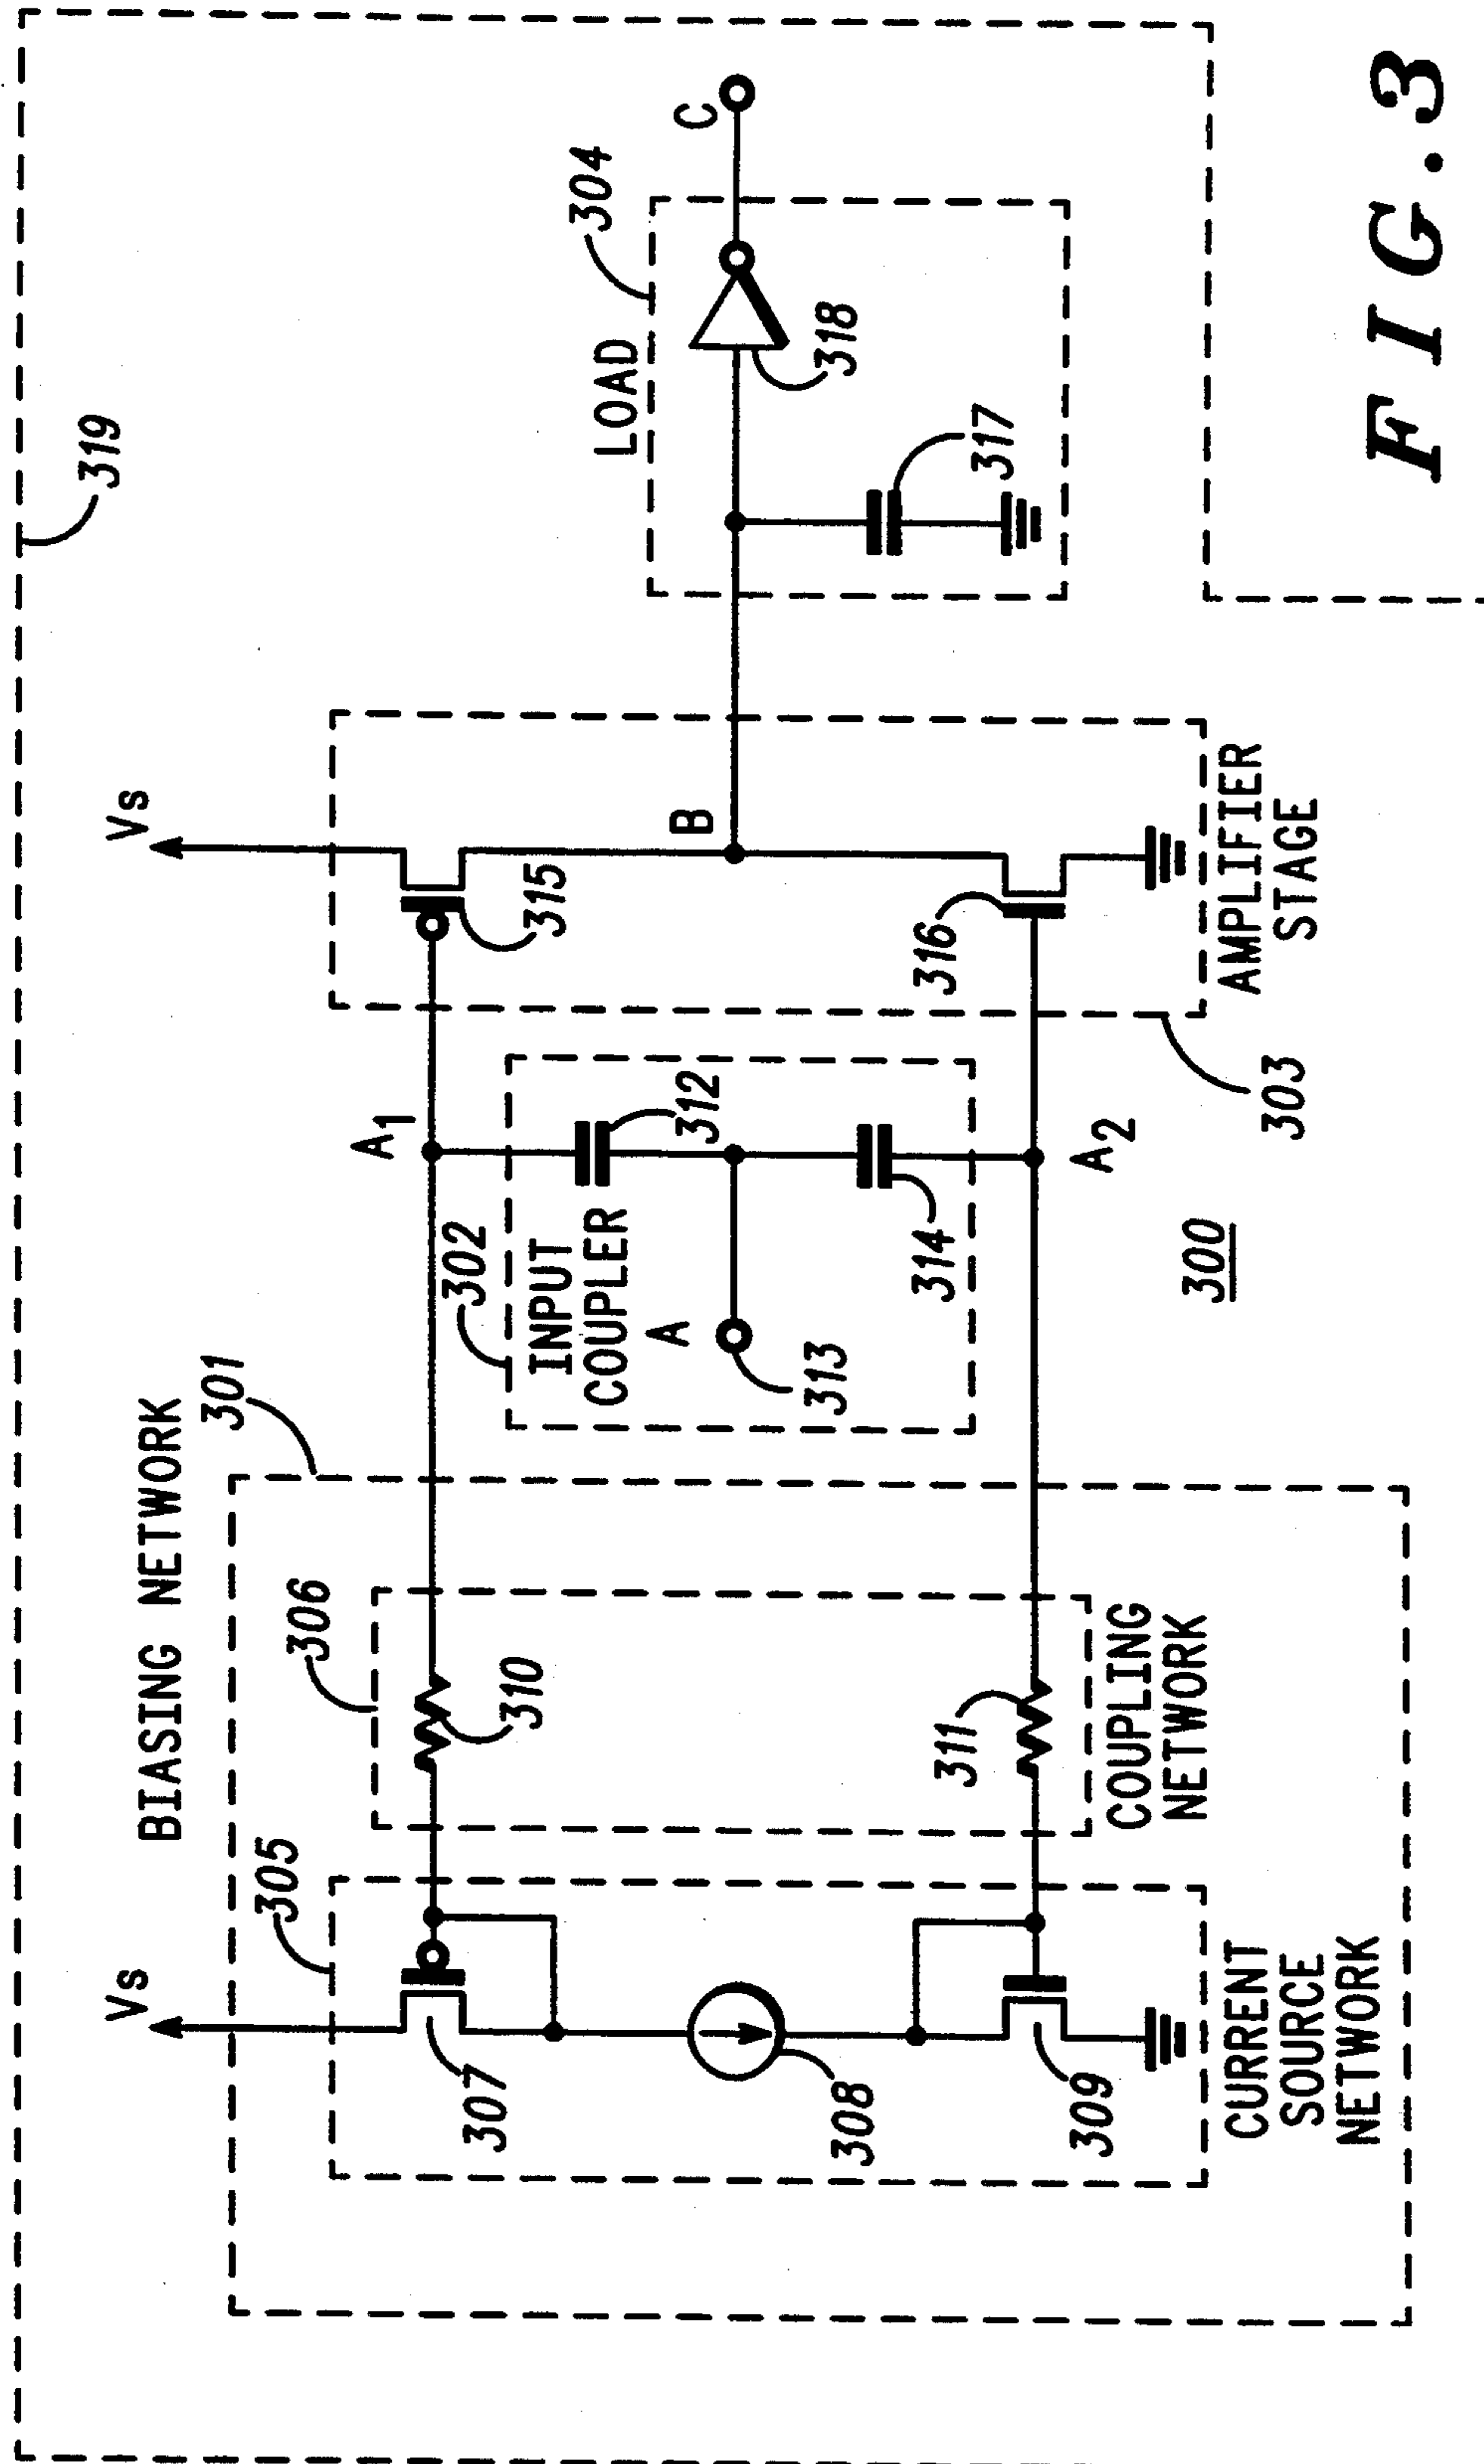 319
Vs
BIASING NETWORK
301
305
306
307
308
309
310
311
CURRENT
SOURCE
NETWORK
COUPLING
NETWORK
302
INPUT
COUPLER
A
313
312
314
A1
A2
300
Vs
315
B
316
AMPLIFIER
STAGE
303
LOAD
304
317
318
C
FIG.3